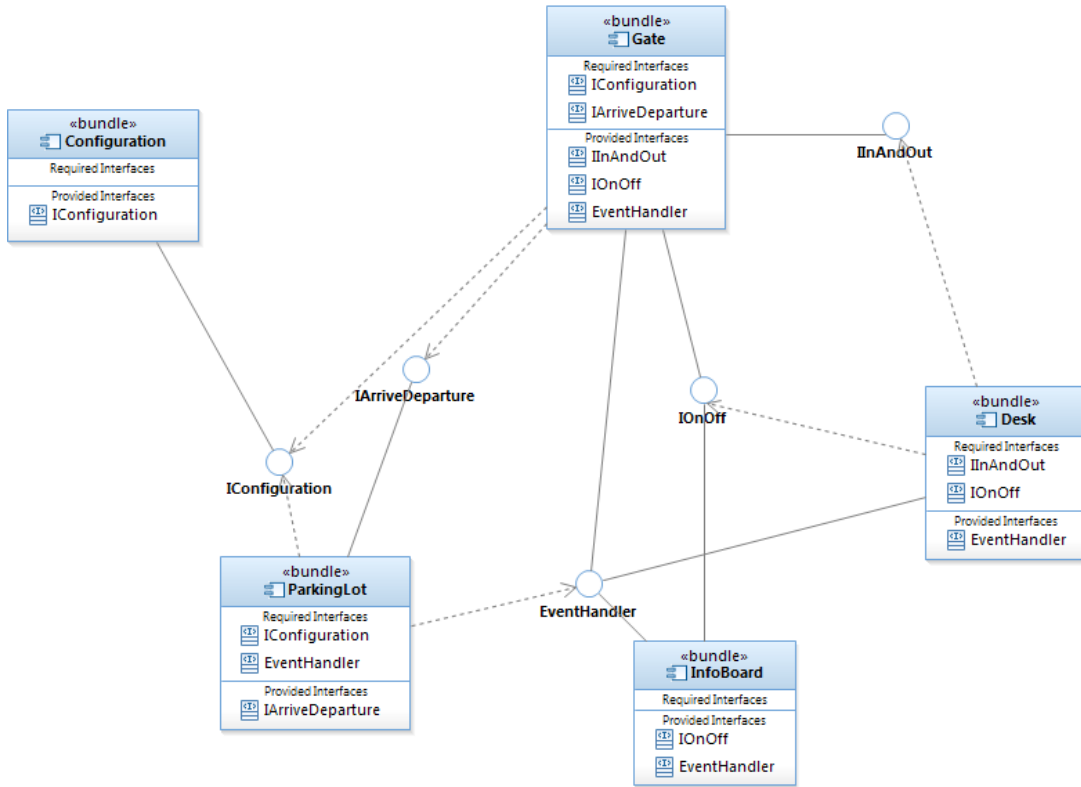 «bundle»
Gate
Required Interfaces
IConfiguration
IArriveDeparture
Provided Interfaces
IInAndOut
IOnOff
EventHandler
«bundle»
Configuration
Required Interfaces
Provided Interfaces
IConfiguration
IInAndOut
IArriveDeparture
IOnOff
IConfiguration
«bundle»
Desk
Required Interfaces
IInAndOut
IOnOff
Provided Interfaces
EventHandler
«bundle»
ParkingLot
Required Interfaces
IConfiguration
EventHandler
Provided Interfaces
IArriveDeparture
EventHandler
«bundle»
InfoBoard
Required Interfaces
Provided Interfaces
IOnOff
EventHandler